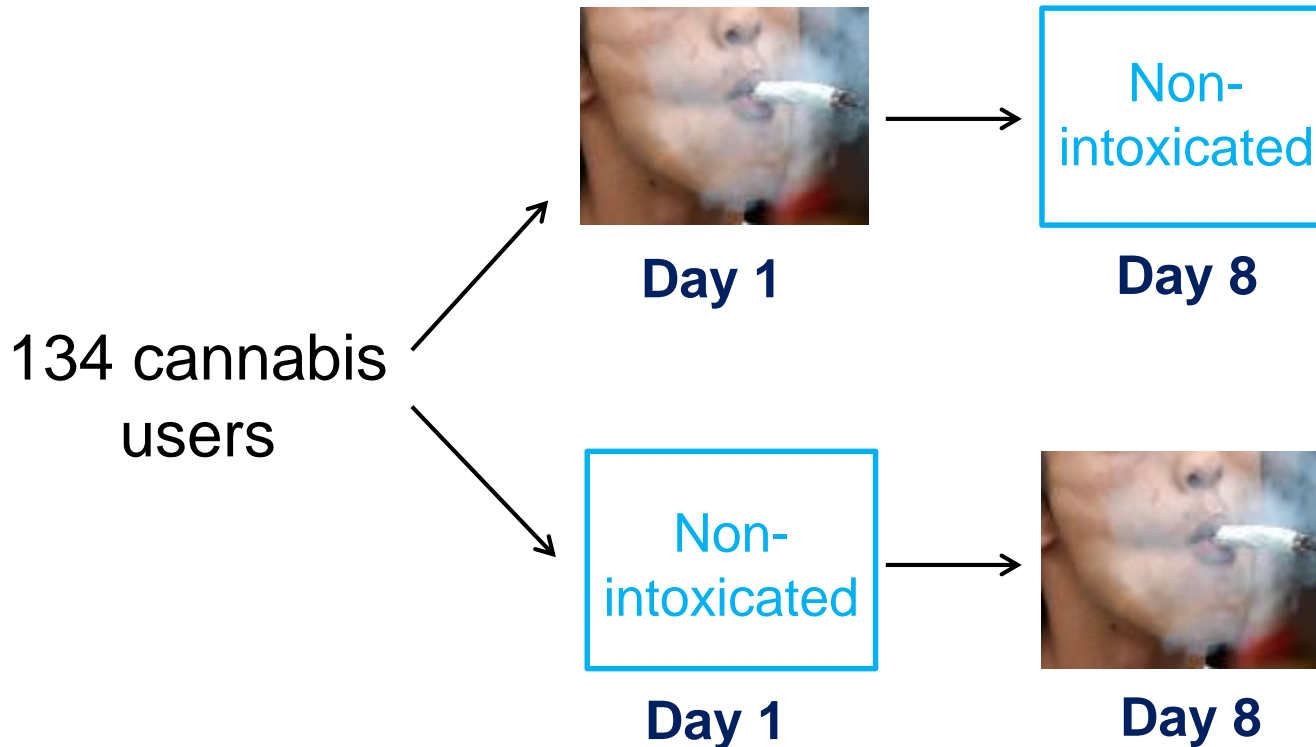 Non-
intoxicated
Day 1
Day 8
134 cannabis
users
Non-
intoxicated
Day 1
Day 8